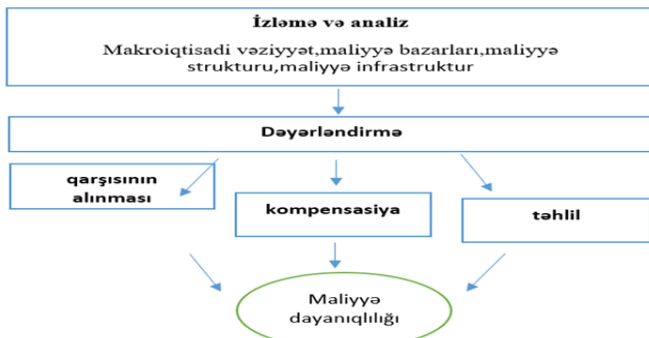 İzləmə və analiz
Makroiqtisadi vəziyyət,maliyyə bazarları,maliyyə
strukturu,maliyyə infrastruktur
Dəyərləndirmə
qarşısının
alınması
kompensasiya
təhlil
Maliyyə
dayanıqlılığı